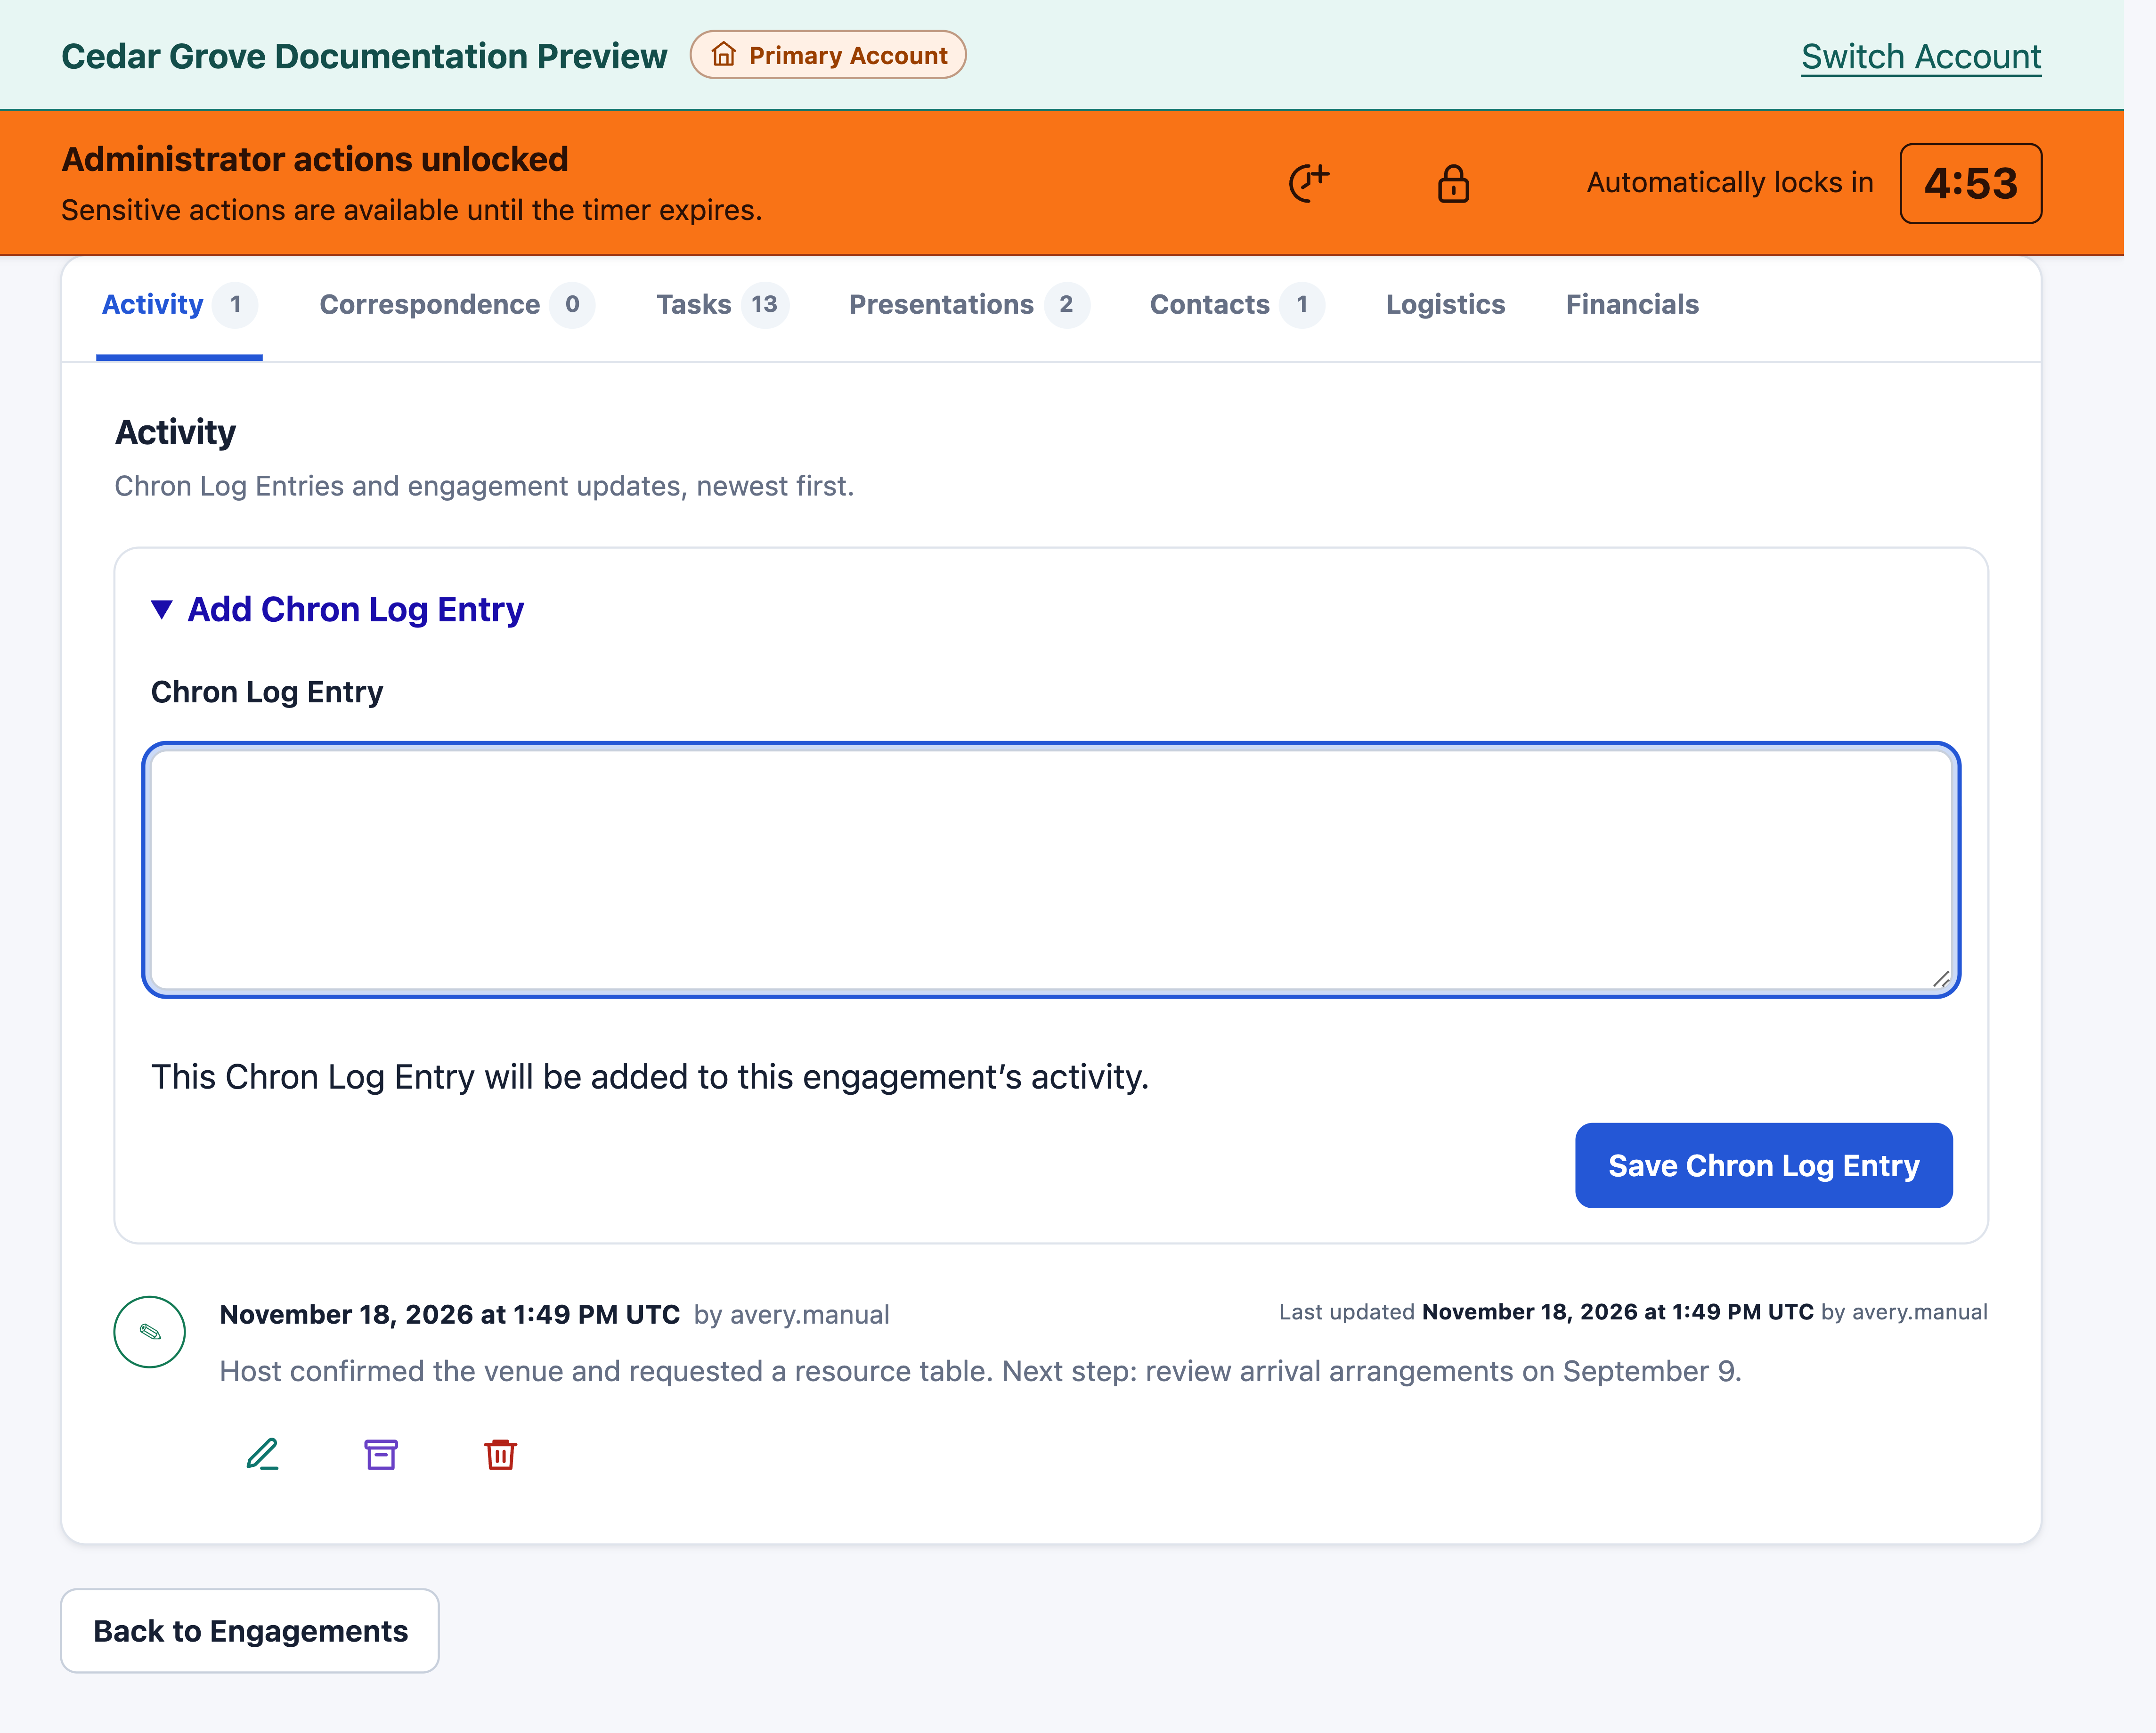 Cedar Grove Documentation Preview Primary Account Switch Account
Administrator actions unlocked
Sensitive actions are available until the timer expires.
Automatically locks in 4:53
Activity 1 Correspondence 0 Tasks 13 Presentations 2 Contacts 1 Logistics Financials
Activity
Chron Log Entries and engagement updates, newest first.
▼ Add Chron Log Entry
Chron Log Entry
This Chron Log Entry will be added to this engagement’s activity.
Save Chron Log Entry
November 18, 2026 at 1:49 PM UTC by avery.manual
Last updated November 18, 2026 at 1:49 PM UTC by avery.manual
Host confirmed the venue and requested a resource table. Next step: review arrival arrangements on September 9.
Back to Engagements